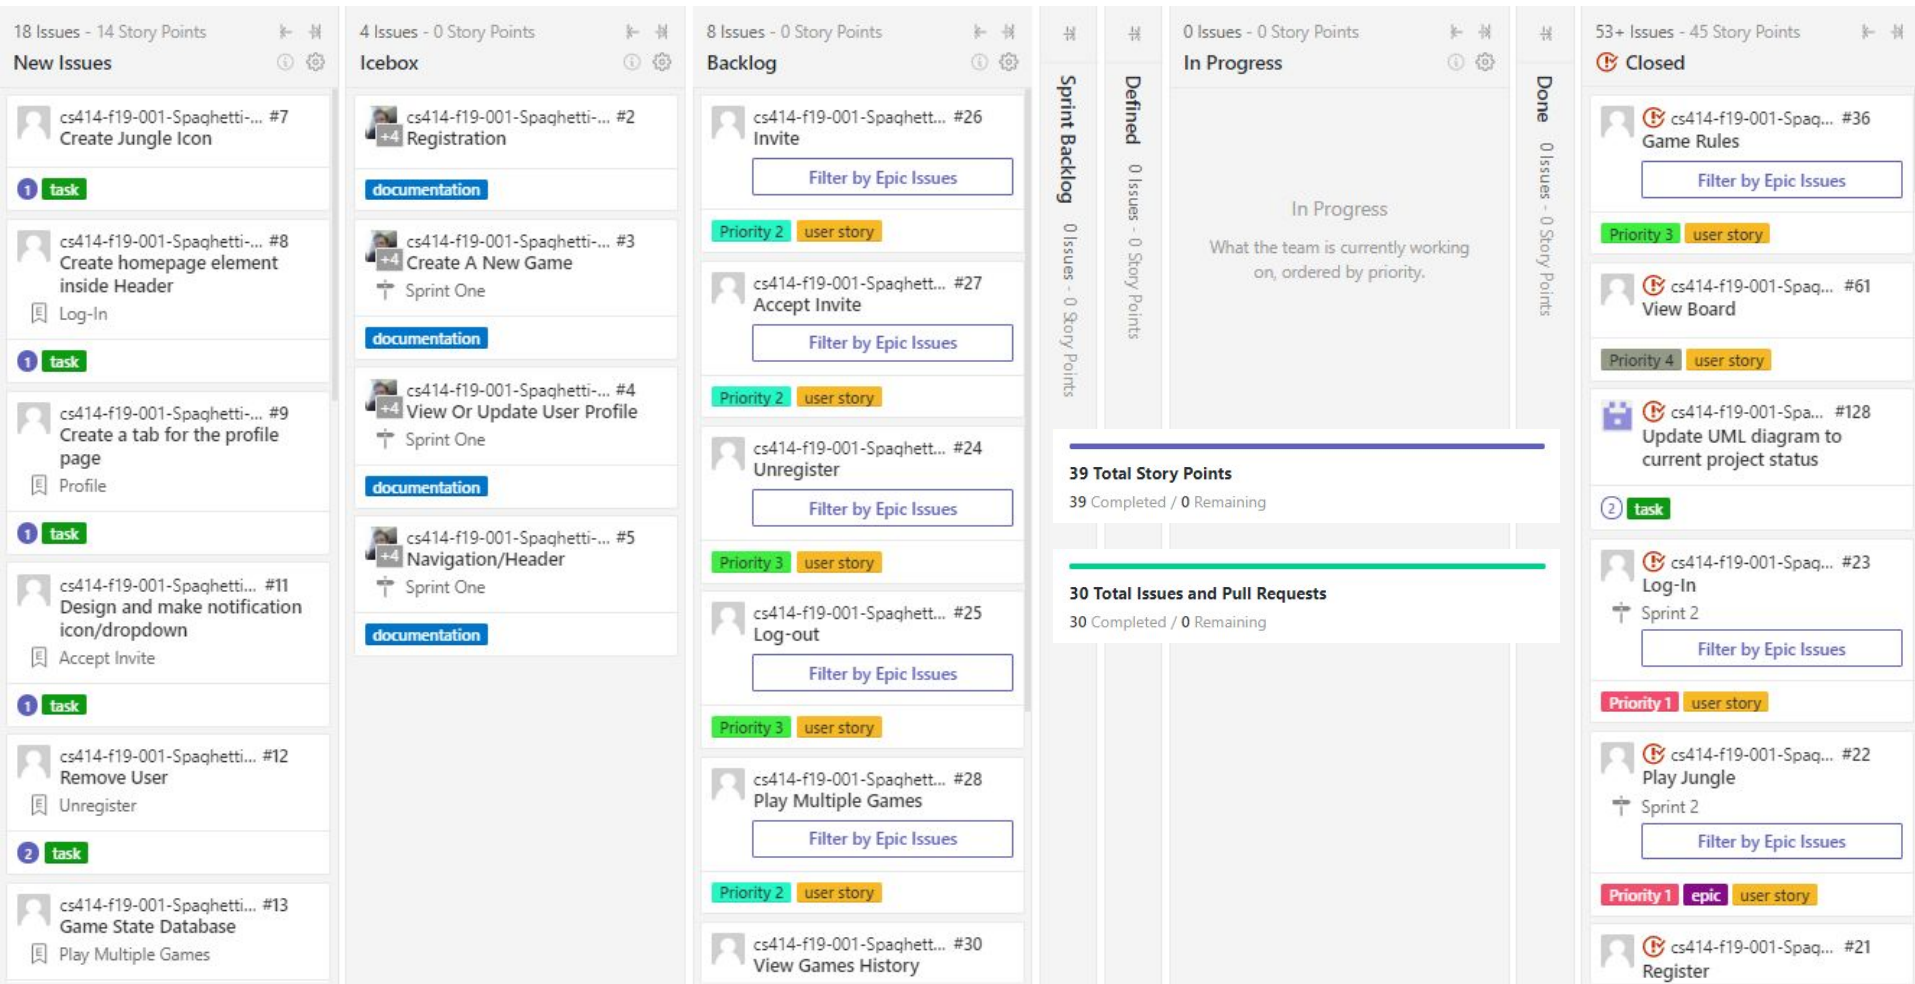 18 Issues - 14 Story Points
New Issues
cs414-f19-001-Spaghetti-... #7
Create Jungle Icon
1 task
cs414-f19-001-Spaghetti-... #8
Create homepage element
inside Header
Log-In
1 task
cs414-f19-001-Spaghetti-... #9
Create a tab for the profile
page
Profile
1 task
cs414-f19-001-Spaghetti... #11
Design and make notification
icon/dropdown
Accept Invite
1 task
cs414-f19-001-Spaghetti... #12
Remove User
Unregister
2 task
cs414-f19-001-Spaghetti... #13
Game State Database
Play Multiple Games
4 Issues - 0 Story Points
Icebox
cs414-f19-001-Spaghetti-... #2
+4 Registration
documentation
cs414-f19-001-Spaghetti-... #3
+4 Create A New Game
Sprint One
documentation
cs414-f19-001-Spaghetti-... #4
+4 View Or Update User Profile
Sprint One
documentation
cs414-f19-001-Spaghetti-... #5
+4 Navigation/Header
Sprint One
documentation
8 Issues - 0 Story Points
Backlog
cs414-f19-001-Spaghett... #26
Invite
Filter by Epic Issues
Priority 2 user story
cs414-f19-001-Spaghett... #27
Accept Invite
Filter by Epic Issues
Priority 2 user story
cs414-f19-001-Spaghett... #24
Unregister
Filter by Epic Issues
Priority 3 user story
cs414-f19-001-Spaghett... #25
Log-out
Filter by Epic Issues
Priority 3 user story
cs414-f19-001-Spaghett... #28
Play Multiple Games
Filter by Epic Issues
Priority 2 user story
cs414-f19-001-Spaghett... #30
View Games History
Sprint Backlog 0 Issues - 0 Story Points
Defined 0 Issues - 0 Story Points
0 Issues - 0 Story Points
In Progress
In Progress
What the team is currently working
on, ordered by priority.
Done 0 Issues - 0 Story Points
39 Total Story Points
39 Completed / 0 Remaining
30 Total Issues and Pull Requests
30 Completed / 0 Remaining
53+ Issues - 45 Story Points
Closed
cs414-f19-001-Spag... #36
Game Rules
Filter by Epic Issues
Priority 3 user story
cs414-f19-001-Spag... #61
View Board
Priority 4 user story
cs414-f19-001-Spa... #128
Update UML diagram to
current project status
2 task
cs414-f19-001-Spag... #23
Log-In
Sprint 2
Filter by Epic Issues
Priority 1 user story
cs414-f19-001-Spag... #22
Play Jungle
Sprint 2
Filter by Epic Issues
Priority 1 epic user story
cs414-f19-001-Spag... #21
Register